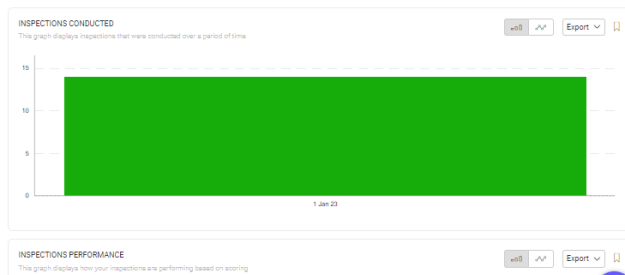 INSPECTIONS CONDUCTED
This graph displays inspections that were conducted over a period of time
Export
15
10
5
0
1 Jan 23
INSPECTIONS PERFORMANCE
This graph displays how your inspections are performing based on scoring
Export